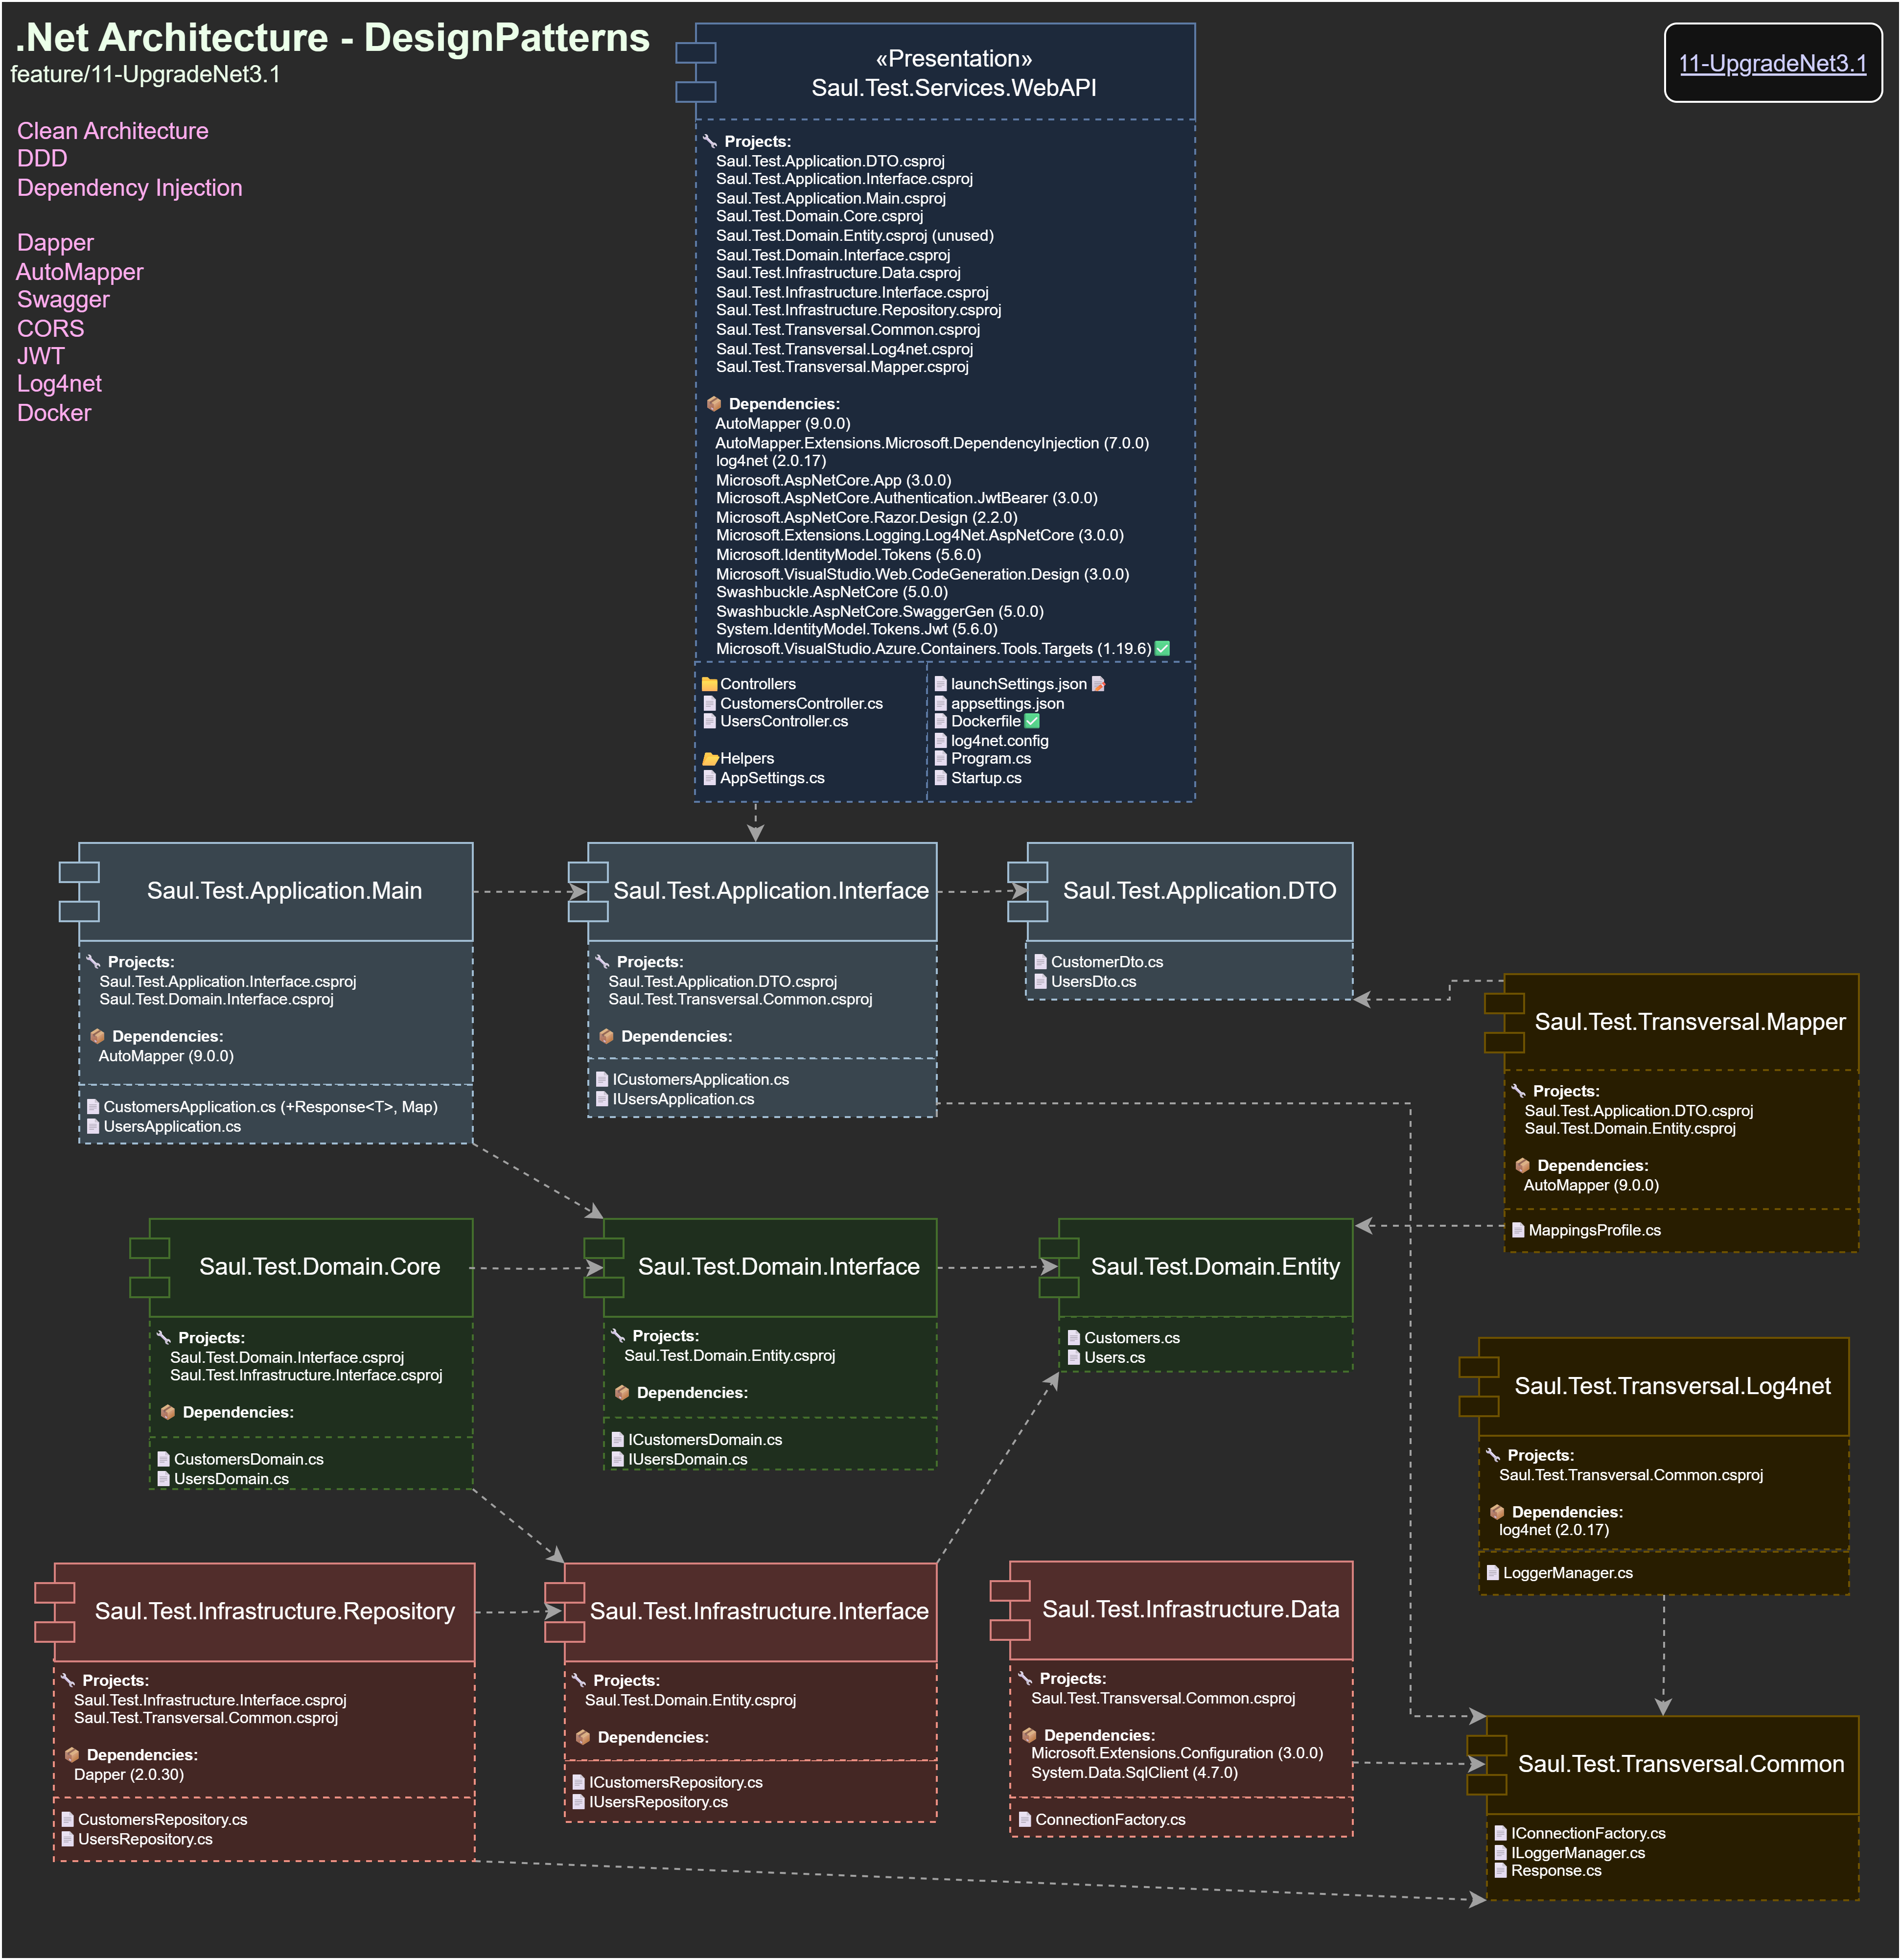 .Net Architecture - DesignPatterns
feature/11-UpgradeNet3.1
Clean Architecture
DDD
Dependency Injection
Dapper
AutoMapper
Swagger
CORS
JWT
Log4net
Docker
11-UpgradeNet3.1
«Presentation»
Saul.Test.Services.WebAPI
Projects:
Saul.Test.Application.DTO.csproj
Saul.Test.Application.Interface.csproj
Saul.Test.Application.Main.csproj
Saul.Test.Domain.Core.csproj
Saul.Test.Domain.Entity.csproj (unused)
Saul.Test.Domain.Interface.csproj
Saul.Test.Infrastructure.Data.csproj
Saul.Test.Infrastructure.Interface.csproj
Saul.Test.Infrastructure.Repository.csproj
Saul.Test.Transversal.Common.csproj
Saul.Test.Transversal.Log4net.csproj
Saul.Test.Transversal.Mapper.csproj
Dependencies:
AutoMapper (9.0.0)
AutoMapper.Extensions.Microsoft.DependencyInjection (7.0.0)
log4net (2.0.17)
Microsoft.AspNetCore.App (3.0.0)
Microsoft.AspNetCore.Authentication.JwtBearer (3.0.0)
Microsoft.AspNetCore.Razor.Design (2.2.0)
Microsoft.Extensions.Logging.Log4Net.AspNetCore (3.0.0)
Microsoft.IdentityModel.Tokens (5.6.0)
Microsoft.VisualStudio.Web.CodeGeneration.Design (3.0.0)
Swashbuckle.AspNetCore (5.0.0)
Swashbuckle.AspNetCore.SwaggerGen (5.0.0)
System.IdentityModel.Tokens.Jwt (5.6.0)
Microsoft.VisualStudio.Azure.Containers.Tools.Targets (1.19.6)
Controllers
CustomersController.cs
UsersController.cs
Helpers
AppSettings.cs
launchSettings.json
appsettings.json
Dockerfile
log4net.config
Program.cs
Startup.cs
Saul.Test.Application.Main
Projects:
Saul.Test.Application.Interface.csproj
Saul.Test.Domain.Interface.csproj
Dependencies:
AutoMapper (9.0.0)
CustomersApplication.cs (+Response<T>, Map)
UsersApplication.cs
Saul.Test.Application.Interface
Projects:
Saul.Test.Application.DTO.csproj
Saul.Test.Transversal.Common.csproj
Dependencies:
ICustomersApplication.cs
IUsersApplication.cs
Saul.Test.Application.DTO
CustomerDto.cs
UsersDto.cs
Saul.Test.Transversal.Mapper
Projects:
Saul.Test.Application.DTO.csproj
Saul.Test.Domain.Entity.csproj
Dependencies:
AutoMapper (9.0.0)
MappingsProfile.cs
Saul.Test.Domain.Core
Projects:
Saul.Test.Domain.Interface.csproj
Saul.Test.Infrastructure.Interface.csproj
Dependencies:
CustomersDomain.cs
UsersDomain.cs
Saul.Test.Domain.Interface
Projects:
Saul.Test.Domain.Entity.csproj
Dependencies:
ICustomersDomain.cs
IUsersDomain.cs
Saul.Test.Domain.Entity
Customers.cs
Users.cs
Saul.Test.Transversal.Log4net
Projects:
Saul.Test.Transversal.Common.csproj
Dependencies:
log4net (2.0.17)
LoggerManager.cs
Saul.Test.Infrastructure.Repository
Projects:
Saul.Test.Infrastructure.Interface.csproj
Saul.Test.Transversal.Common.csproj
Dependencies:
Dapper (2.0.30)
CustomersRepository.cs
UsersRepository.cs
Saul.Test.Infrastructure.Interface
Projects:
Saul.Test.Domain.Entity.csproj
Dependencies:
ICustomersRepository.cs
IUsersRepository.cs
Saul.Test.Infrastructure.Data
Projects:
Saul.Test.Transversal.Common.csproj
Dependencies:
Microsoft.Extensions.Configuration (3.0.0)
System.Data.SqlClient (4.7.0)
ConnectionFactory.cs
Saul.Test.Transversal.Common
IConnectionFactory.cs
ILoggerManager.cs
Response.cs